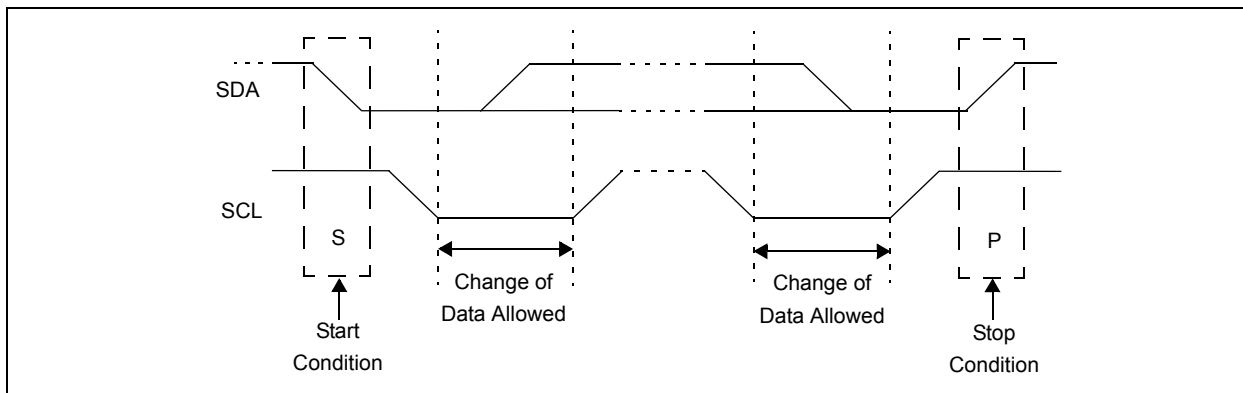 SDA
SCL
S
P
Change of
Data Allowed
Change of
Data Allowed
Start
Condition
Stop
Condition